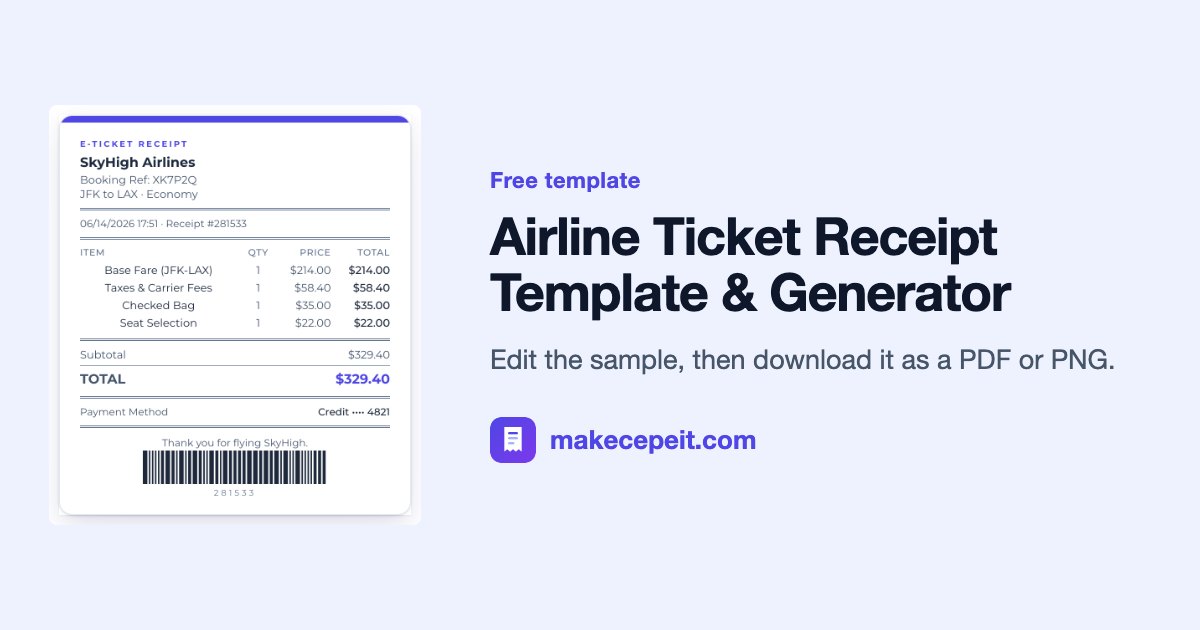 E-TICKET RECEIPT
SkyHigh Airlines
Booking Ref: XK7P2Q
JFK to LAX · Economy
06/14/2026 17:51 · Receipt #281533
ITEM QTY PRICE TOTAL
Base Fare (JFK-LAX) 1 $214.00 $214.00
Taxes & Carrier Fees 1 $58.40 $58.40
Checked Bag 1 $35.00 $35.00
Seat Selection 1 $22.00 $22.00
Subtotal $329.40
TOTAL $329.40
Payment Method Credit •••• 4821
Thank you for flying SkyHigh.
281533
Free template
Airline Ticket Receipt
Template & Generator
Edit the sample, then download it as a PDF or PNG.
makecepeit.com